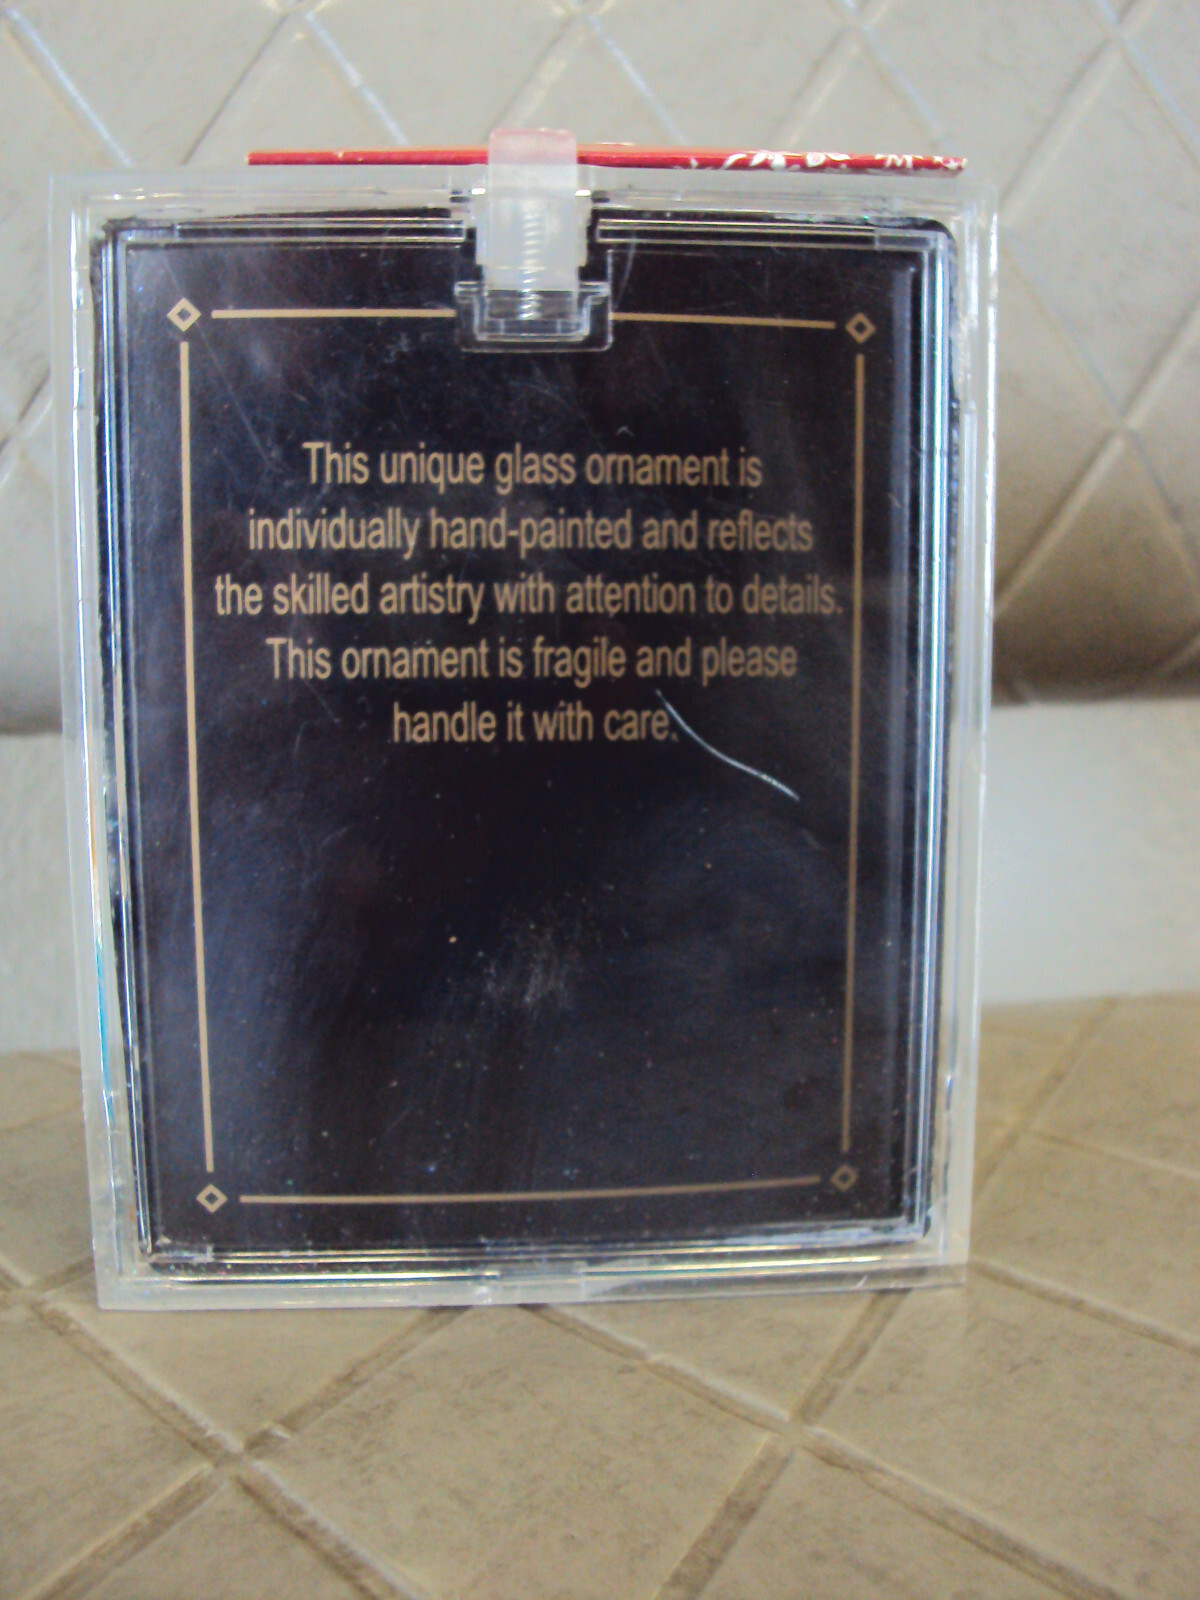 This unique glass ornament is
individually hand-painted and reflects
the skilled artistry with attention to details.
This ornament is fragile and please
handle it with care.